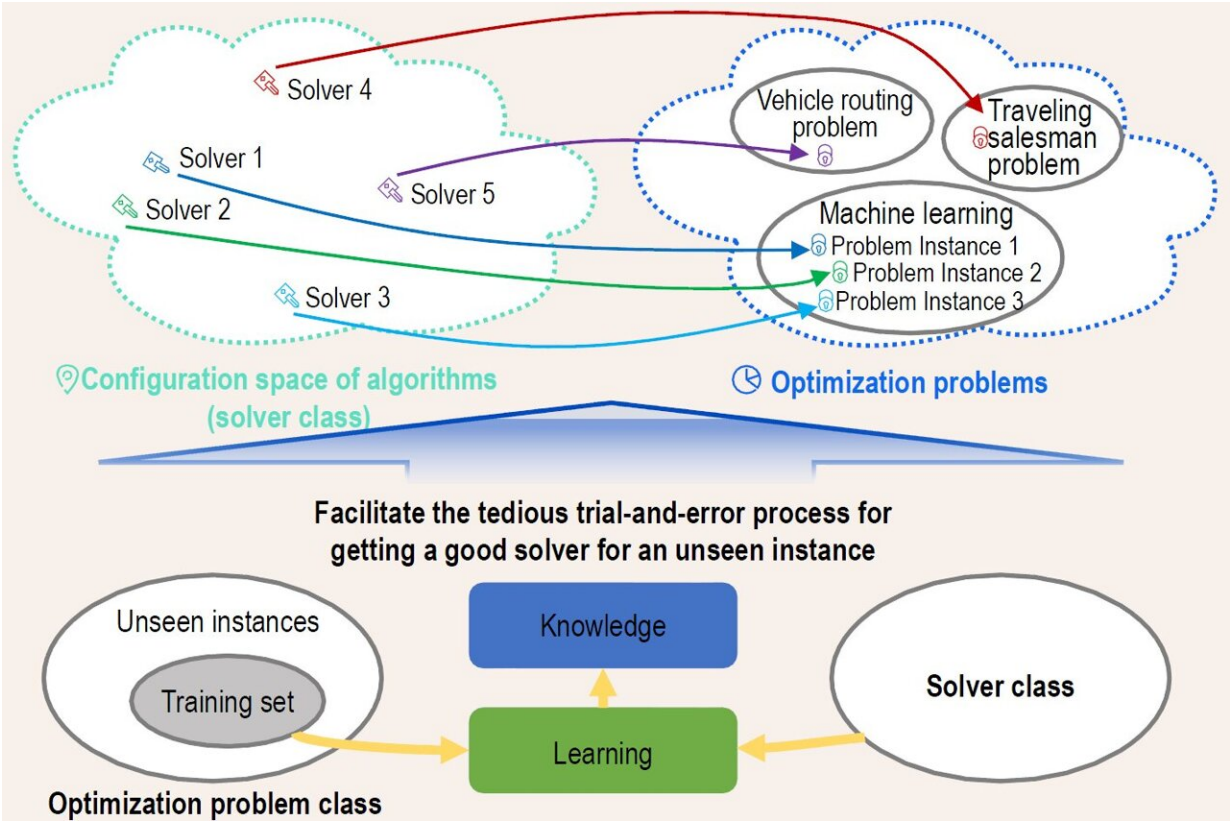 Solver 4
Solver 1
Solver 2
Solver 5
Solver 3
Vehicle routing
problem
Traveling
salesman
problem
Machine learning
Problem Instance 1
Problem Instance 2
Problem Instance 3
Configuration space of algorithms
(solver class)
Optimization problems
Facilitate the tedious trial-and-error process for
getting a good solver for an unseen instance
Unseen instances
Training set
Optimization problem class
Knowledge
Learning
Solver class